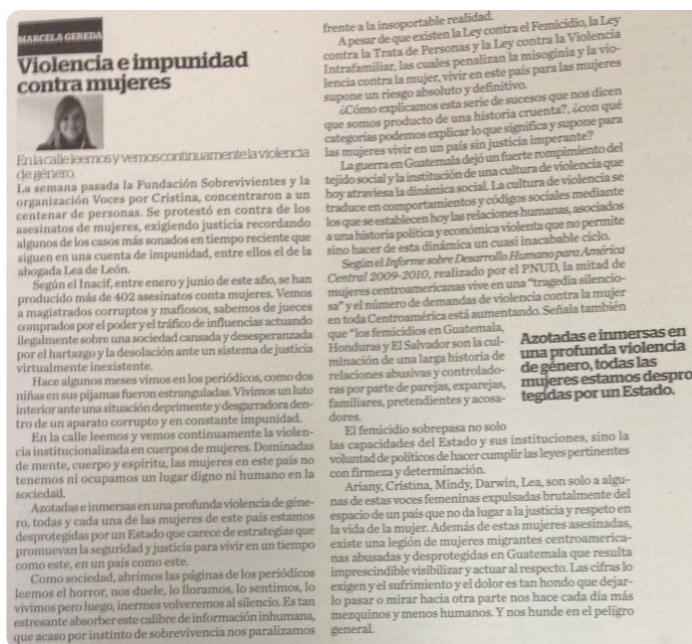 MARCELA GEREDA
Violencia e impunidad
contra mujeres
En la calle leemos y vemos continuamente la violencia
de género.
La semana pasada la Fundación Sobrevivientes y la
organización Voces por Cristina, concentraron a un
centenar de personas. Se protestó en contra de los
asesinatos de mujeres, exigiendo justicia recordando
algunos de los casos más sonados en tiempo reciente que
siguen en una cuenta de impunidad, entre ellos el de la
abogada Lea de León.
Según el Inacif, entre enero y junio de este año, se han
producido más de 402 asesinatos conta mujeres. Vemos
a magistrados corruptos y mafiosos, sabemos de jueces
comprados por el poder y el tráfico de influencias actuando
ilegalmente sobre una sociedad cansada y desesperanzada
por el hartazgo y la desolación ante un sistema de justicia
virtualmente inexistente.
Hace algunos meses vimos en los periódicos, como dos
niñas en sus pijamas fueron estranguladas. Vivimos un luto
interior ante una situación deprimente y desgarradora den-
tro de un aparato corrupto y en constante impunidad.
En la calle leemos y vemos continuamente la violen-
cia institucionalizada en cuerpos de mujeres. Dominadas
de mente, cuerpo y espíritu, las mujeres en este país no
tenemos ni ocupamos un lugar digno ni humano en la
sociedad.
Azotadas e inmersas en una profunda violencia de géne-
ro, todas y cada una de las mujeres de este país estamos
desprotegidas por un Estado que carece de estrategias que
promuevan la seguridad y justicia para vivir en un tiempo
como este, en un país como este.
Como sociedad, abrimos las páginas de los periódicos
leemos el horror, nos duele, lo lloramos, lo sentimos, lo
vivimos pero luego, inermes volvemos al silencio. Es tan
estresante absorber este calibre de información inhumana,
que acaso por instinto de sobrevivencia nos paralizamos
frente a la insoportable realidad.
A pesar de que existen la Ley contra el Femicidio, la Ley
contra la Trata de Personas y la Ley contra la Violencia
Intrafamiliar, las cuales penalizan la misoginia y la vio-
lencia contra la mujer, vivir en este país para las mujeres
supone un riesgo absoluto y definitivo.
¿Cómo explicamos esta serie de sucesos que nos dicen
que somos producto de una historia cruenta?, ¿con qué
categorías podemos explicar lo que significa y supone para
las mujeres vivir en un país sin justicia imperante?
La guerra en Guatemala dejó un fuerte rompimiento del
tejido social y la institución de una cultura de violencia que
hoy atraviesa la dinámica social. La cultura de violencia se
traduce en comportamientos y códigos sociales mediante
los que se establecen hoy las relaciones humanas, asociados
a una historia política y económica violenta que no permite
sino hacer de esta dinámica un cuasi inacabable ciclo.
Según el Informe sobre Desarrollo Humano para América
Central 2009-2010, realizado por el PNUD, la mitad de
mujeres centroamericanas vive en una "tragedia silencio-
sa" y el número de demandas de violencia contra la mujer
en toda Centroamérica está aumentando. Señala también
que "los femicidios en Guatemala,
Honduras y El Salvador son la cul-
minación de una larga historia de
relaciones abusivas y controlado-
ras por parte de parejas, exparejas,
familiares, pretendientes y acosa-
dores.
Azotadas e inmersas en
una profunda violencia
de género, todas las
mujeres estamos despro
tegidas por un Estado.
El femicidio sobrepasa no solo
las capacidades del Estado y sus instituciones, sino la
voluntad de políticos de hacer cumplir las leyes pertinentes
con firmeza y determinación.
Ariany, Cristina, Mindy, Darwin, Lea, son solo a algu-
nas de estas voces femeninas expulsadas brutalmente del
espacio de un país que no da lugar a la justicia y respeto en
la vida de la mujer. Además de estas mujeres asesinadas,
existe una legión de mujeres migrantes centroamerica-
nas abusadas y desprotegidas en Guatemala que resulta
imprescindible visibilizar y actuar al respecto. Las cifras lo
exigen y el sufrimiento y el dolor es tan hondo que dejar-
lo pasar o mirar hacia otra parte nos hace cada día más
mezquinos y menos humanos. Y nos hunde en el peligro
general.